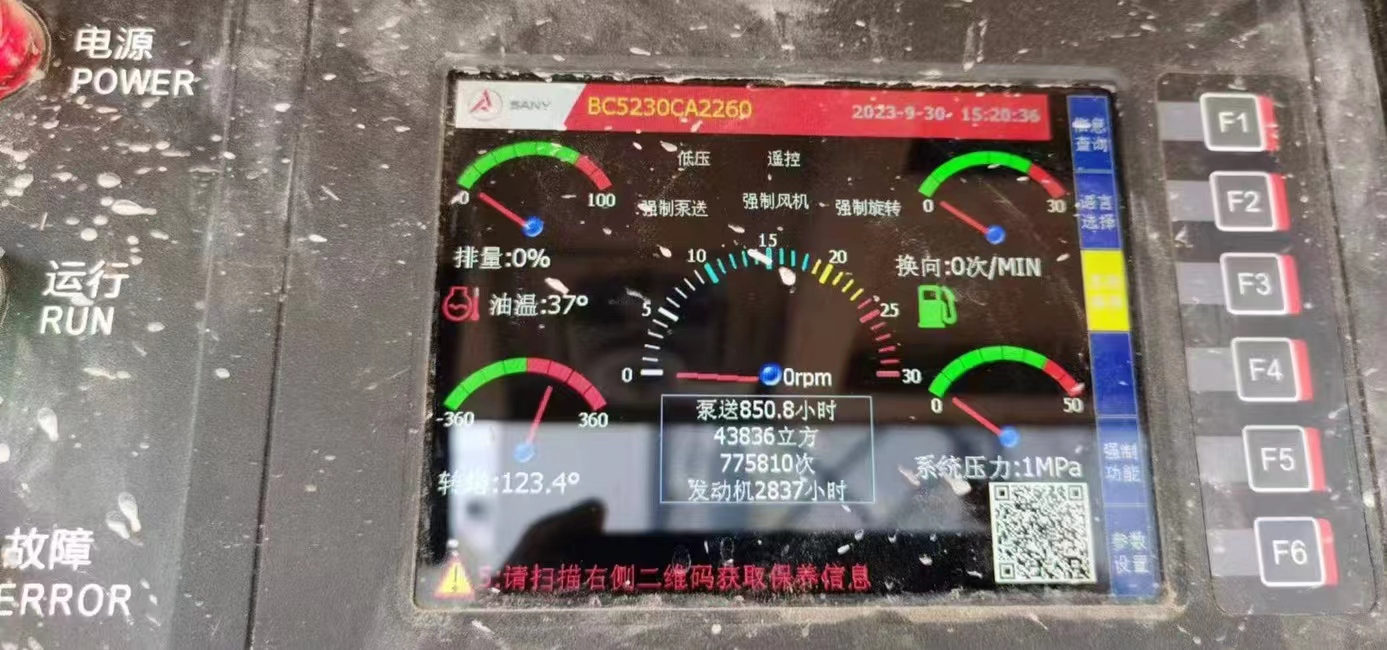 电源
POWER
运行
RUN
故障
ERROR
SANY
BC5230CA2260
2023-9-30 15:20:36
低压 遥控
强制泵送 强制风机 强制旋转
0 100
排量:0%
油温:37°
-360 360
转塔:123.4°
0 5 10 15 20 25 30
0rpm
泵送850.8小时
43836立方
775810次
发动机2837小时
0 30
换向:0次/MIN
0 50
系统压力:1MPa
:请扫描右侧二维码获取保养信息
信息
查询
语言
选择
强制
功能
参数
设置
F1
F2
F3
F4
F5
F6